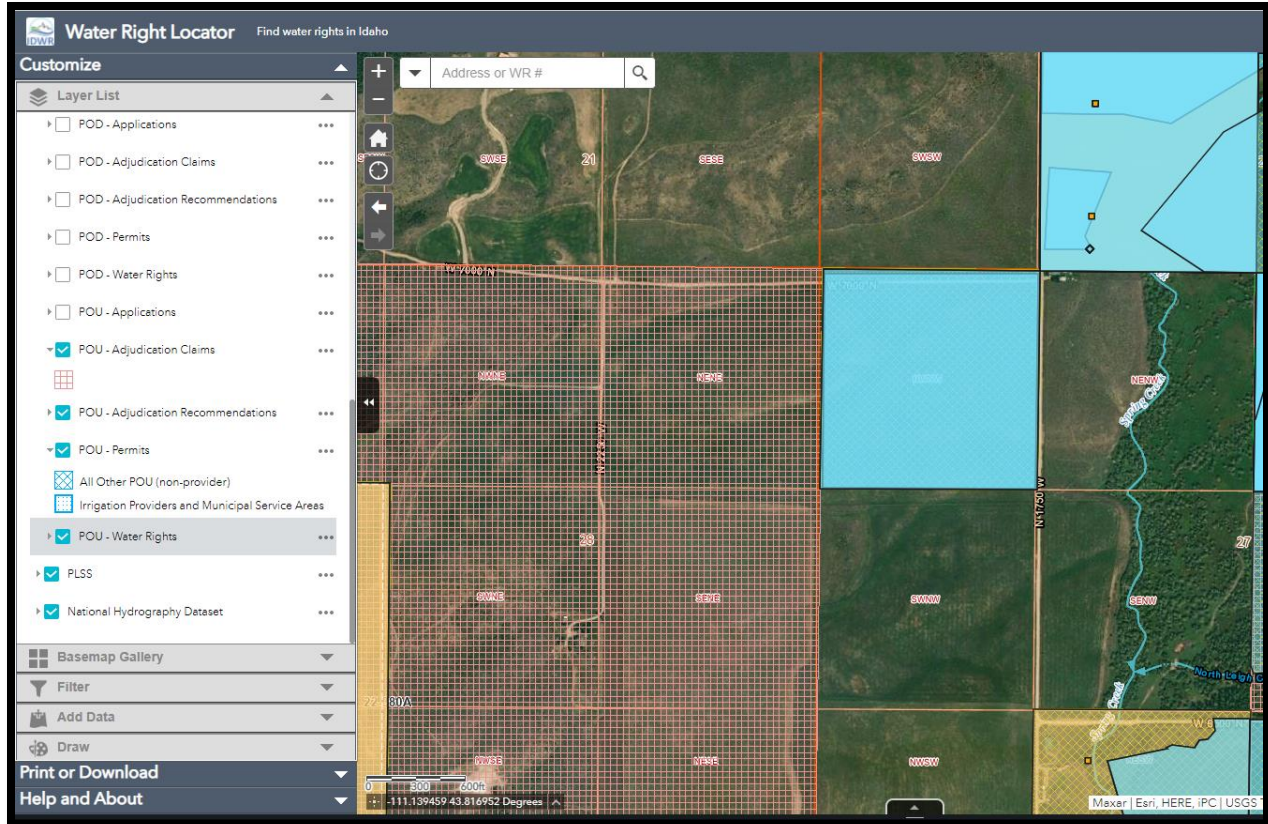 IDWR
Water Right Locator
Find water rights in Idaho
Customize
Layer List
POD - Applications
POD - Adjudication Claims
POD - Adjudication Recommendations
POD - Permits
POD - Water Rights
POU - Applications
POU - Adjudication Claims
POU - Adjudication Recommendations
POU - Permits
All Other POU (non-provider)
Irrigation Providers and Municipal Service Areas
POU - Water Rights
PLSS
National Hydrography Dataset
Basemap Gallery
Filter
Add Data
Draw
Print or Download
Help and About
Address or WR #
SWSE
21
SESE
SWSW
W 7000 N
NWNE
NENE
NENW
Spring Creek
N 1750 W
28
27
SWNE
SENE
SWNW
SENW
North Leigh
Spring Creek
NWSE
NESE
NWSW
0 300 600ft
-111.139459 43.816952 Degrees
Maxar | Esri, HERE, iPC | USGS